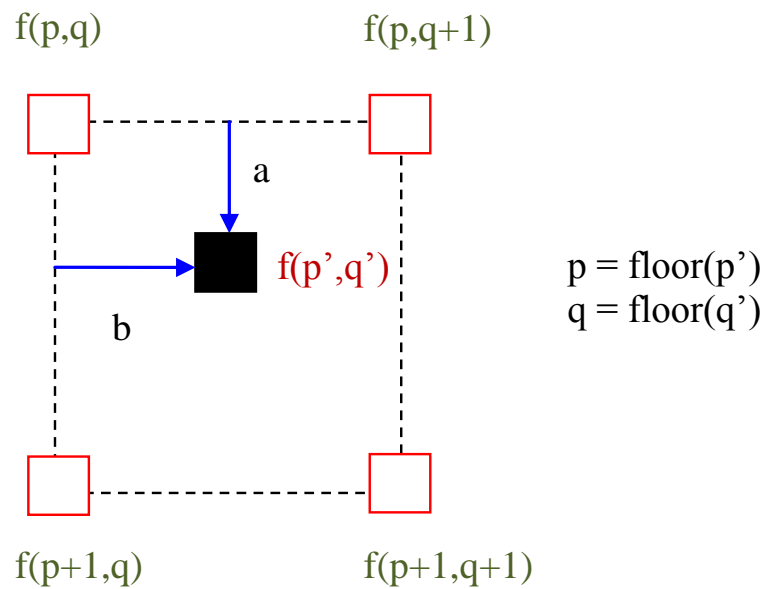 f(p,q)
f(p,q+1)
a
f(p’,q’)
b
p = floor(p’)
q = floor(q’)
f(p+1,q)
f(p+1,q+1)